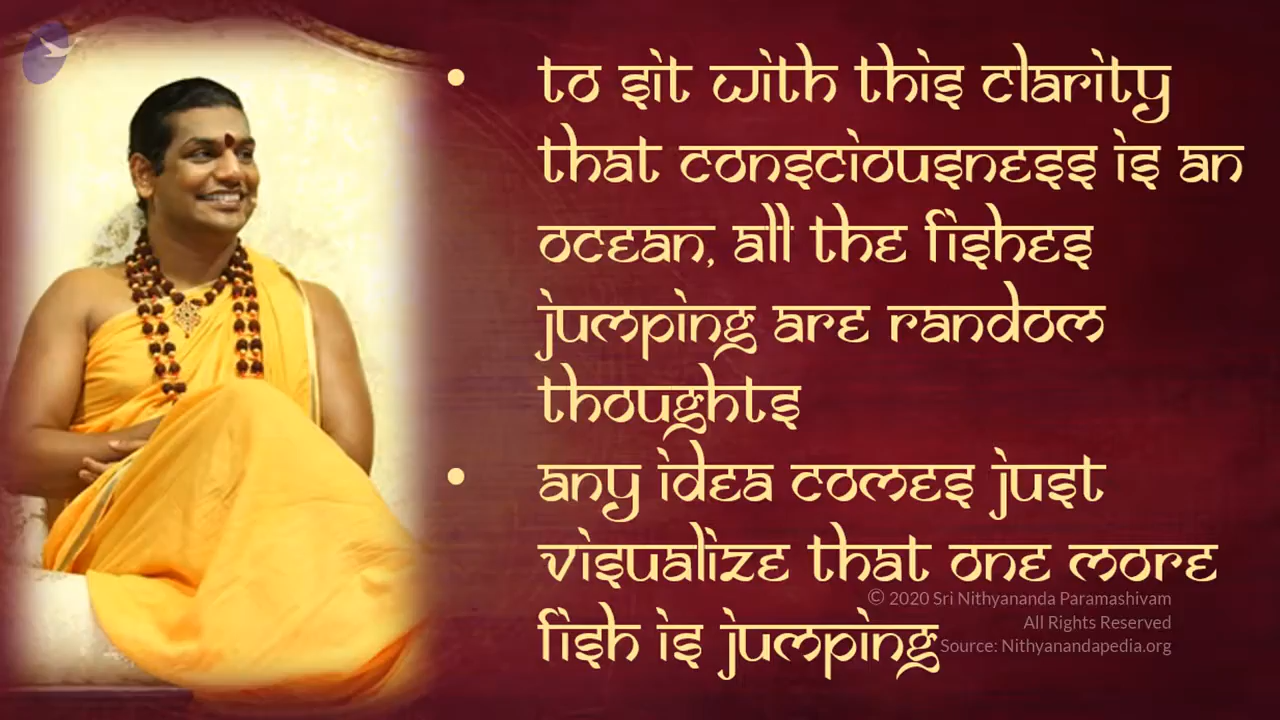 • to sit with this clarity
that consciousness is an
ocean, all the fishes
jumping are random
thoughts
• any idea comes just
visualize that one more
fish is jumping
© 2020 Sri Nithyananda Paramashivam
All Rights Reserved
Source: Nithyanandapedia.org